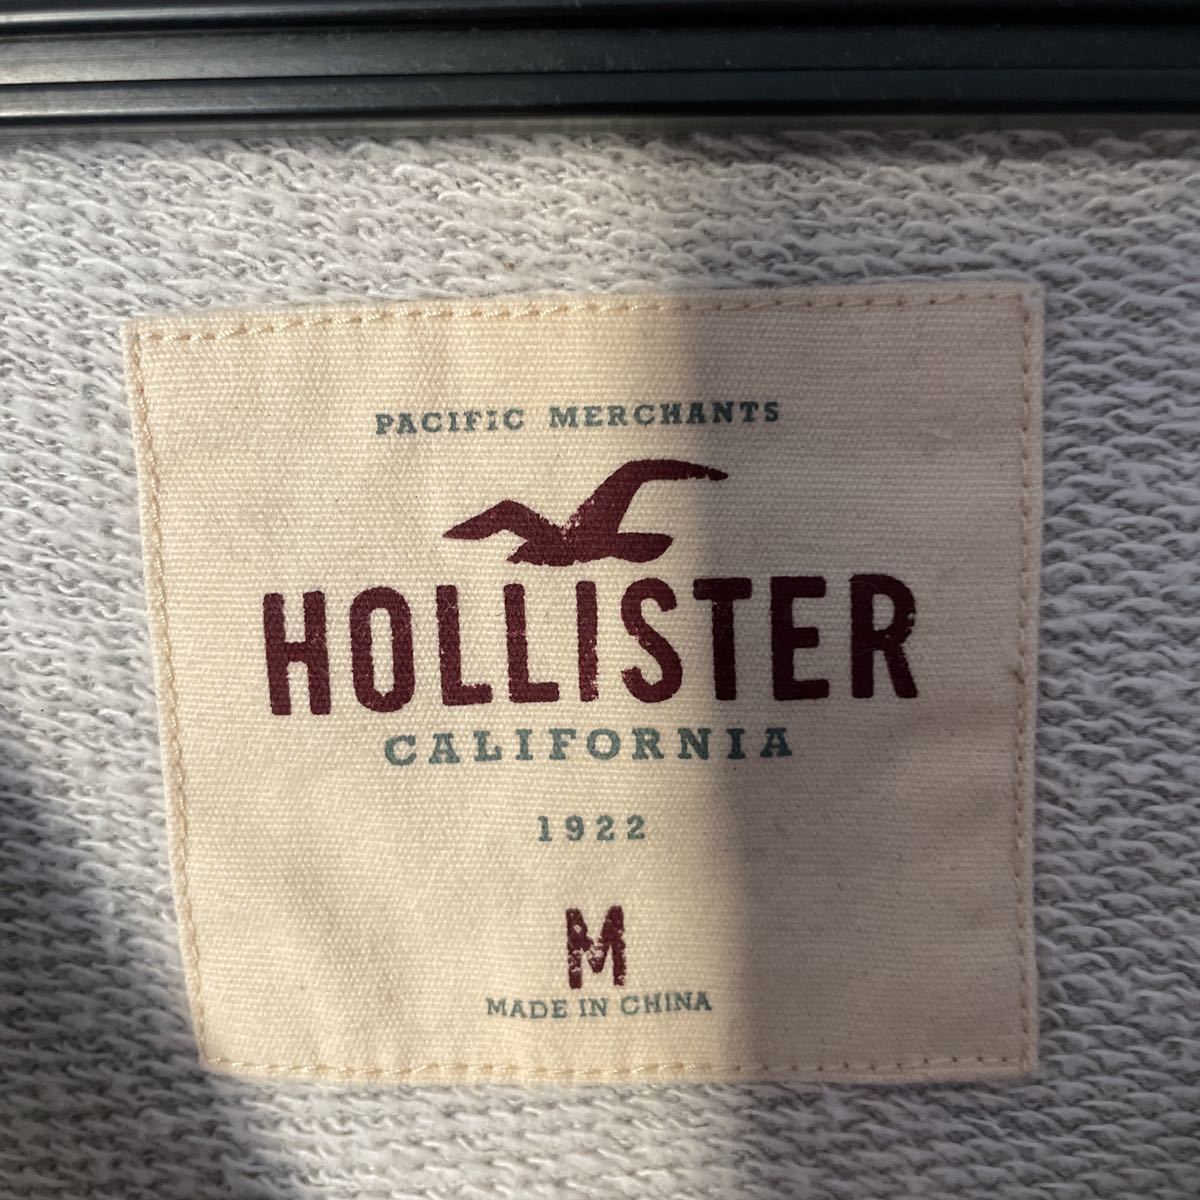 PACIFIC MERCHANTS
HOLLISTER
CALIFORNIA
1922
M
MADE IN CHINA